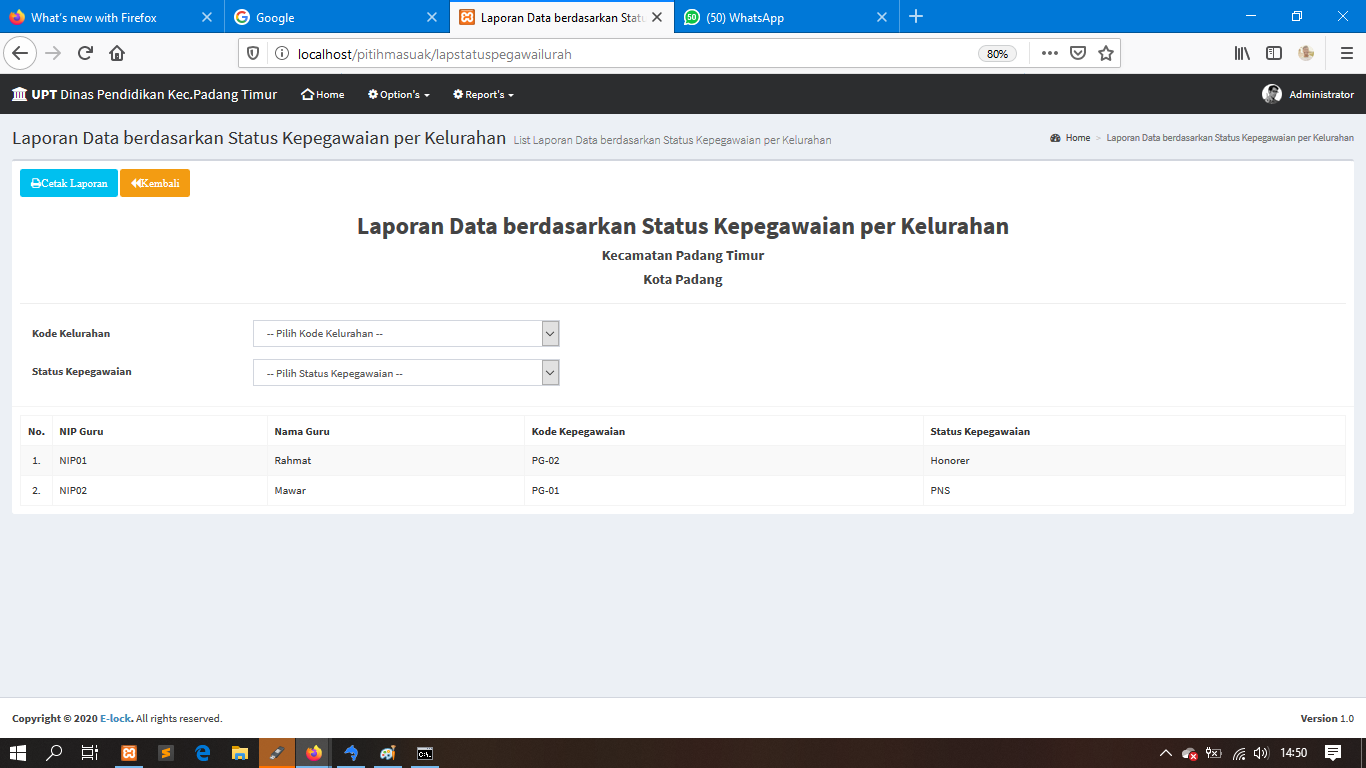 What's new with Firefox
Google
Laporan Data berdasarkan Statu
50 (50) WhatsApp
localhost/pitihmasuak/lapstatuspegawailurah
80%
UPT Dinas Pendidikan Kec.Padang Timur
Home
Option's
Report's
Administrator
Laporan Data berdasarkan Status Kepegawaian per Kelurahan List Laporan Data berdasarkan Status Kepegawaian per Kelurahan
Home > Laporan Data berdasarkan Status Kepegawaian per Kelurahan
Cetak Laporan
Kembali
Laporan Data berdasarkan Status Kepegawaian per Kelurahan
Kecamatan Padang Timur
Kota Padang
Kode Kelurahan -- Pilih Kode Kelurahan --
Status Kepegawaian -- Pilih Status Kepegawaian --
No. NIP Guru Nama Guru Kode Kepegawaian Status Kepegawaian
1. NIP01 Rahmat PG-02 Honorer
2. NIP02 Mawar PG-01 PNS
Copyright © 2020 E-lock. All rights reserved.
Version 1.0
14:50